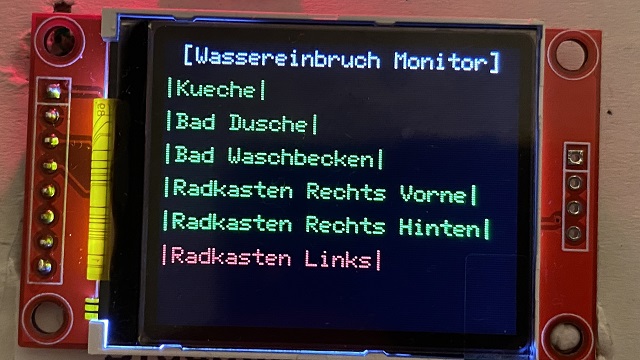 [Wassereinbruch Monitor]
|Kueche|
|Bad Dusche|
|Bad Waschbecken|
|Radkasten Rechts Vorne|
|Radkasten Rechts Hinten|
|Radkasten Links|